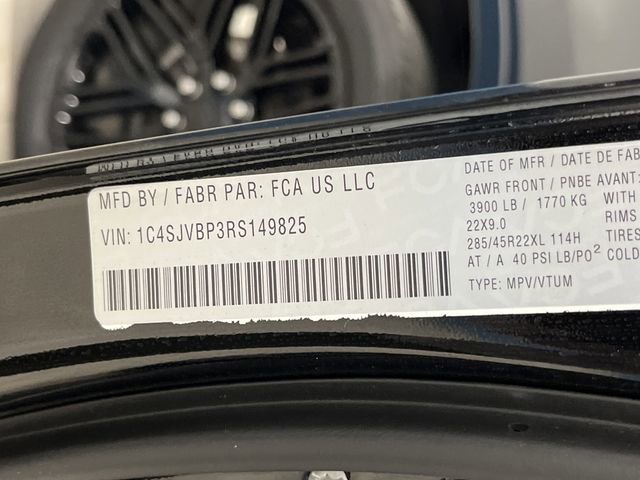 MFD BY / FABR PAR: FCA US LLC
VIN: 1C4SJVBP3RS149825
DATE OF MFR / DATE DE FAB
GAWR FRONT / PNBE AVANT:
3900 LB / 1770 KG WITH
22X9.0 RIMS
285/45R22XL 114H TIRES
AT / A 40 PSI LB/PO² COLD
TYPE: MPV/VTUM